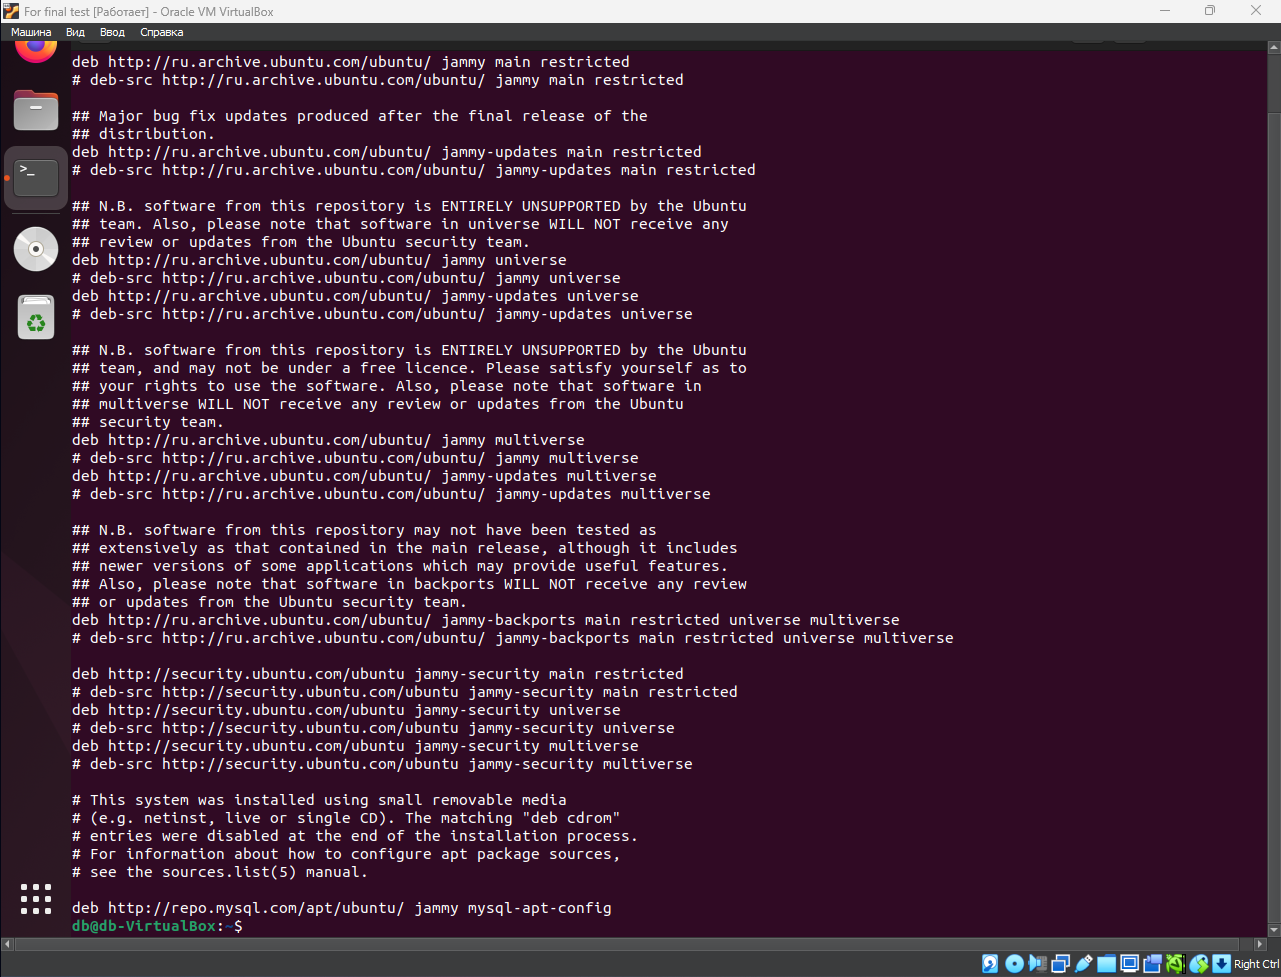 For final test [Работает] - Oracle VM VirtualBox
Машина Вид Ввод Справка
deb http://ru.archive.ubuntu.com/ubuntu/ jammy main restricted
# deb-src http://ru.archive.ubuntu.com/ubuntu/ jammy main restricted
## Major bug fix updates produced after the final release of the
## distribution.
deb http://ru.archive.ubuntu.com/ubuntu/ jammy-updates main restricted
# deb-src http://ru.archive.ubuntu.com/ubuntu/ jammy-updates main restricted
## N.B. software from this repository is ENTIRELY UNSUPPORTED by the Ubuntu
## team. Also, please note that software in universe WILL NOT receive any
## review or updates from the Ubuntu security team.
deb http://ru.archive.ubuntu.com/ubuntu/ jammy universe
# deb-src http://ru.archive.ubuntu.com/ubuntu/ jammy universe
deb http://ru.archive.ubuntu.com/ubuntu/ jammy-updates universe
# deb-src http://ru.archive.ubuntu.com/ubuntu/ jammy-updates universe
## N.B. software from this repository is ENTIRELY UNSUPPORTED by the Ubuntu
## team, and may not be under a free licence. Please satisfy yourself as to
## your rights to use the software. Also, please note that software in
## multiverse WILL NOT receive any review or updates from the Ubuntu
## security team.
deb http://ru.archive.ubuntu.com/ubuntu/ jammy multiverse
# deb-src http://ru.archive.ubuntu.com/ubuntu/ jammy multiverse
deb http://ru.archive.ubuntu.com/ubuntu/ jammy-updates multiverse
# deb-src http://ru.archive.ubuntu.com/ubuntu/ jammy-updates multiverse
## N.B. software from this repository may not have been tested as
## extensively as that contained in the main release, although it includes
## newer versions of some applications which may provide useful features.
## Also, please note that software in backports WILL NOT receive any review
## or updates from the Ubuntu security team.
deb http://ru.archive.ubuntu.com/ubuntu/ jammy-backports main restricted universe multiverse
# deb-src http://ru.archive.ubuntu.com/ubuntu/ jammy-backports main restricted universe multiverse
deb http://security.ubuntu.com/ubuntu jammy-security main restricted
# deb-src http://security.ubuntu.com/ubuntu jammy-security main restricted
deb http://security.ubuntu.com/ubuntu jammy-security universe
# deb-src http://security.ubuntu.com/ubuntu jammy-security universe
deb http://security.ubuntu.com/ubuntu jammy-security multiverse
# deb-src http://security.ubuntu.com/ubuntu jammy-security multiverse
# This system was installed using small removable media
# (e.g. netinst, live or single CD). The matching "deb cdrom"
# entries were disabled at the end of the installation process.
# For information about how to configure apt package sources,
# see the sources.list(5) manual.
deb http://repo.mysql.com/apt/ubuntu/ jammy mysql-apt-config
db@db-VirtualBox:~$
Right Ctrl